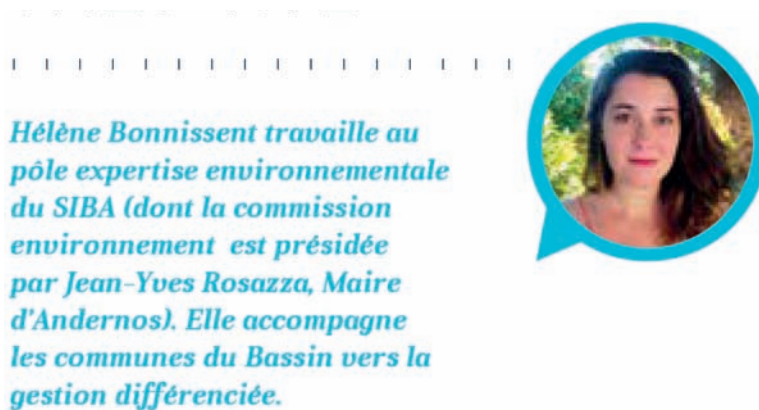 Hélène Bonnissent travaille au
pôle expertise environnementale
du SIBA (dont la commission
environnement est présidée
par Jean-Yves Rosazza, Maire
d'Andernos). Elle accompagne
les communes du Bassin vers la
gestion différenciée.